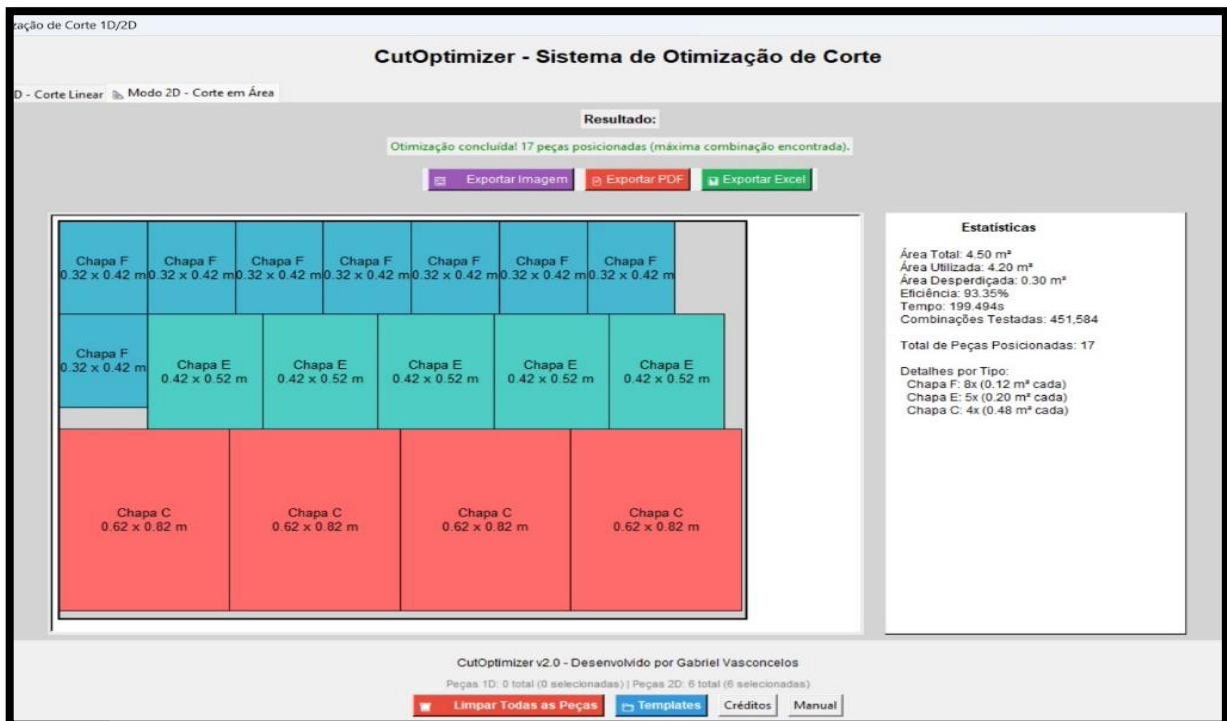 zação de Corte 1D/2D
CutOptimizer - Sistema de Otimização de Corte
D - Corte Linear Modo 2D - Corte em Área
Resultado:
Otimização concluída! 17 peças posicionadas (máxima combinação encontrada).
Exportar Imagem Exportar PDF Exportar Excel
Chapa F Chapa F Chapa F Chapa F Chapa F Chapa F Chapa F
0.32 x 0.42 m 0.32 x 0.42 m 0.32 x 0.42 m 0.32 x 0.42 m 0.32 x 0.42 m 0.32 x 0.42 m 0.32 x 0.42 m
Chapa F
0.32 x 0.42 m
Chapa E Chapa E Chapa E Chapa E Chapa E
0.42 x 0.52 m 0.42 x 0.52 m 0.42 x 0.52 m 0.42 x 0.52 m 0.42 x 0.52 m
Chapa C Chapa C Chapa C Chapa C
0.62 x 0.82 m 0.62 x 0.82 m 0.62 x 0.82 m 0.62 x 0.82 m
Estatísticas
Área Total: 4.50 m²
Área Utilizada: 4.20 m²
Área Desperdiçada: 0.30 m²
Eficiência: 93.35%
Tempo: 199.494s
Combinações Testadas: 451,584
Total de Peças Posicionadas: 17
Detalhes por Tipo:
Chapa F: 8x (0.12 m² cada)
Chapa E: 5x (0.20 m² cada)
Chapa C: 4x (0.48 m² cada)
CutOptimizer v2.0 - Desenvolvido por Gabriel Vasconcelos
Peças 1D: 0 total (0 selecionadas) | Peças 2D: 6 total (6 selecionadas)
Limpar Todas as Peças Templates Créditos Manual